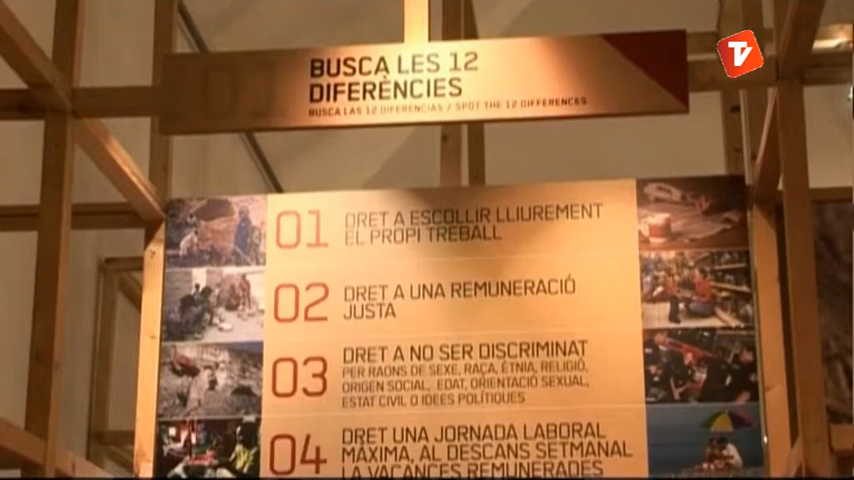 BUSCA LES 12
DIFERÈNCIES
BUSCA LAS 12 DIFERENCIAS / SPOT THE 12 DIFFERENCES
TV
01 DRET A ESCOLLIR LLIUREMENT
EL PROPI TREBALL
02 DRET A UNA REMUNERACIÓ
JUSTA
03 DRET A NO SER DISCRIMINAT
PER RAONS DE SEXE, RAÇA, ÈTNIA, RELIGIÓ,
ORIGEN SOCIAL, EDAT, ORIENTACIÓ SEXUAL,
ESTAT CIVIL O IDEES POLÍTIQUES
04 DRET UNA JORNADA LABORAL
MÀXIMA, AL DESCANS SETMANAL
I A VACANCES REMUNERADES